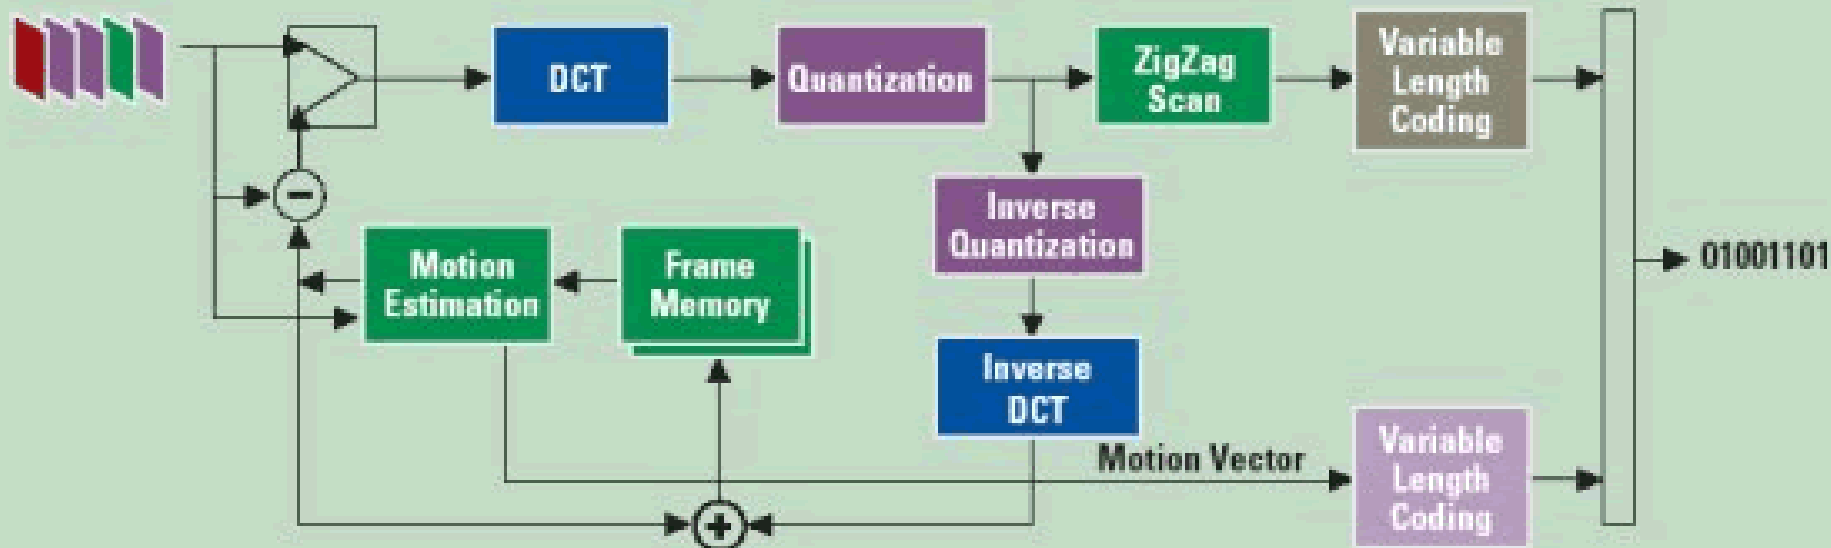 DCT
Quantization
ZigZag
Scan
Variable
Length
Coding
Inverse
Quantization
01001101
Motion
Estimation
Frame
Memory
Inverse
DCT
Motion Vector
Variable
Length
Coding